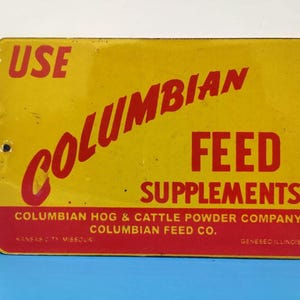 USE
COLUMBIAN
FEED
SUPPLEMENTS
COLUMBIAN HOG & CATTLE POWDER COMPANY
COLUMBIAN FEED CO.
KANSAS CITY MISSOURI GENESEO ILLINOIS